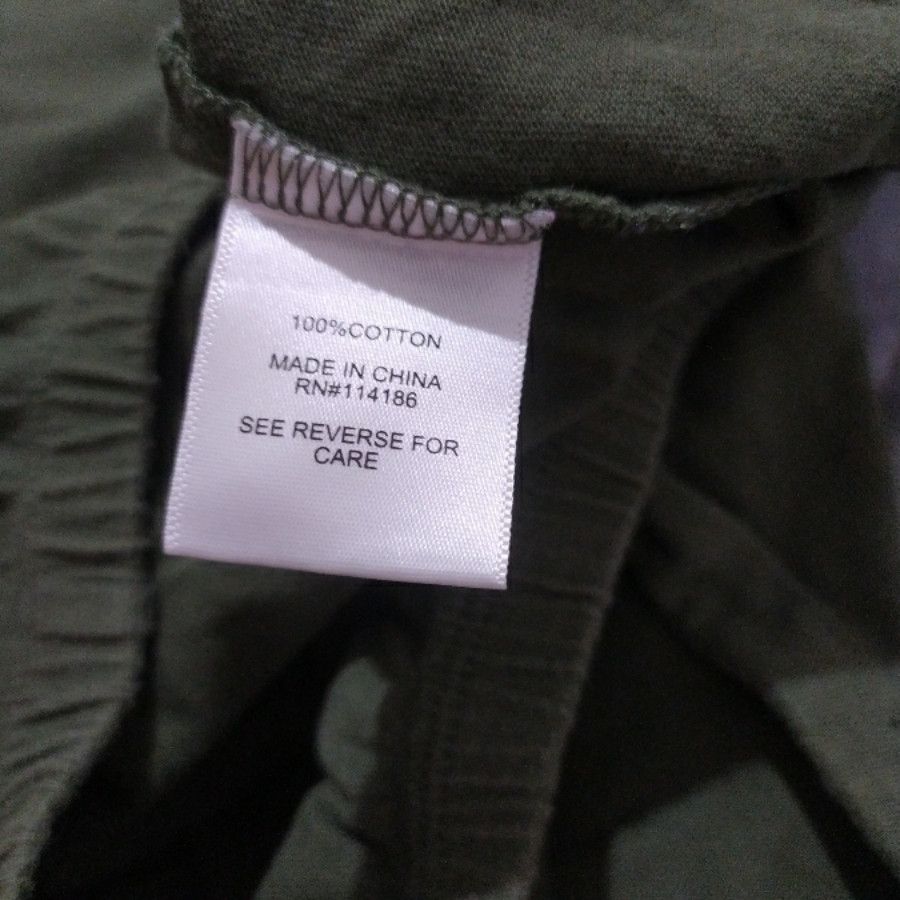 100%COTTON
MADE IN CHINA
RN#114186
SEE REVERSE FOR
CARE